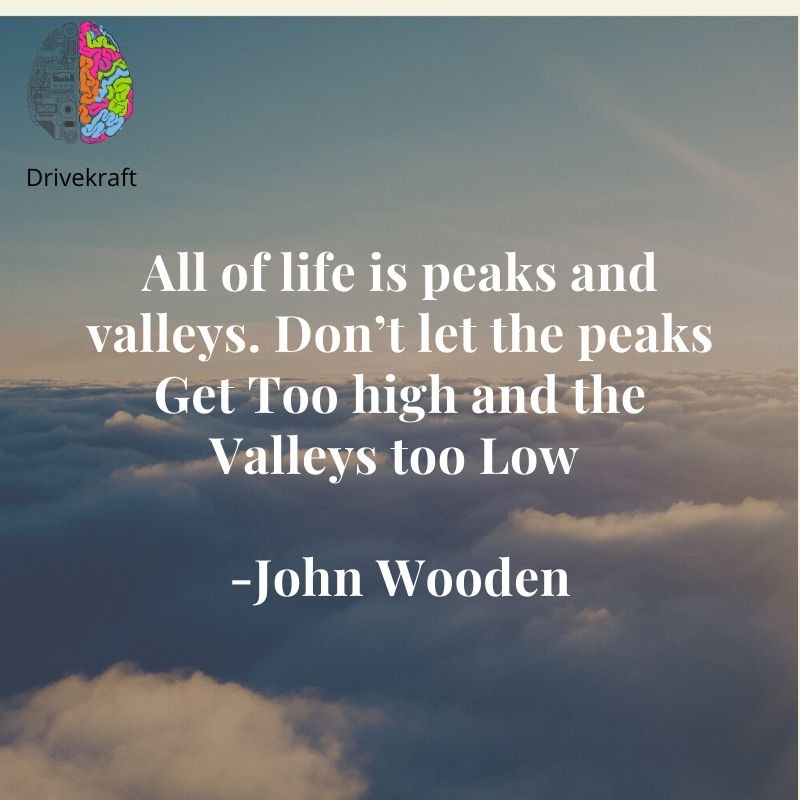 Drivekraft
All of life is peaks and
valleys. Don’t let the peaks
Get Too high and the
Valleys too Low
-John Wooden